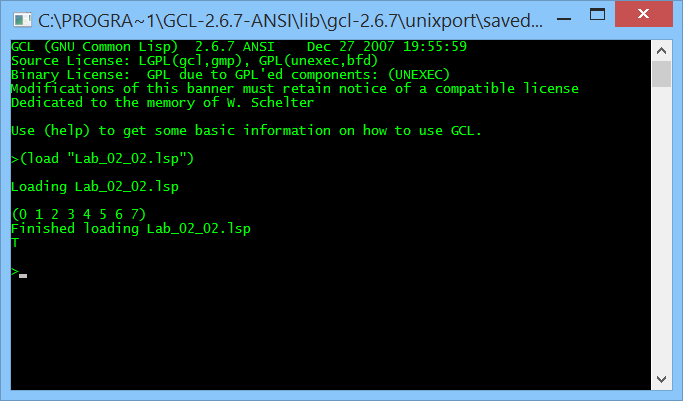 C:\PROGRA~1\GCL-2.6.7-ANSI\lib\gcl-2.6.7\unixport\saved...
GCL (GNU Common Lisp)  2.6.7 ANSI    Dec 27 2007 19:55:59
Source License: LGPL(gcl,gmp), GPL(unexec,bfd)
Binary License:  GPL due to GPL'ed components: (UNEXEC)
Modifications of this banner must retain notice of a compatible license
Dedicated to the memory of W. Schelter
Use (help) to get some basic information on how to use GCL.
>(load "Lab_02_02.lsp")
Loading Lab_02_02.lsp
(0 1 2 3 4 5 6 7)
Finished loading Lab_02_02.lsp
T
>